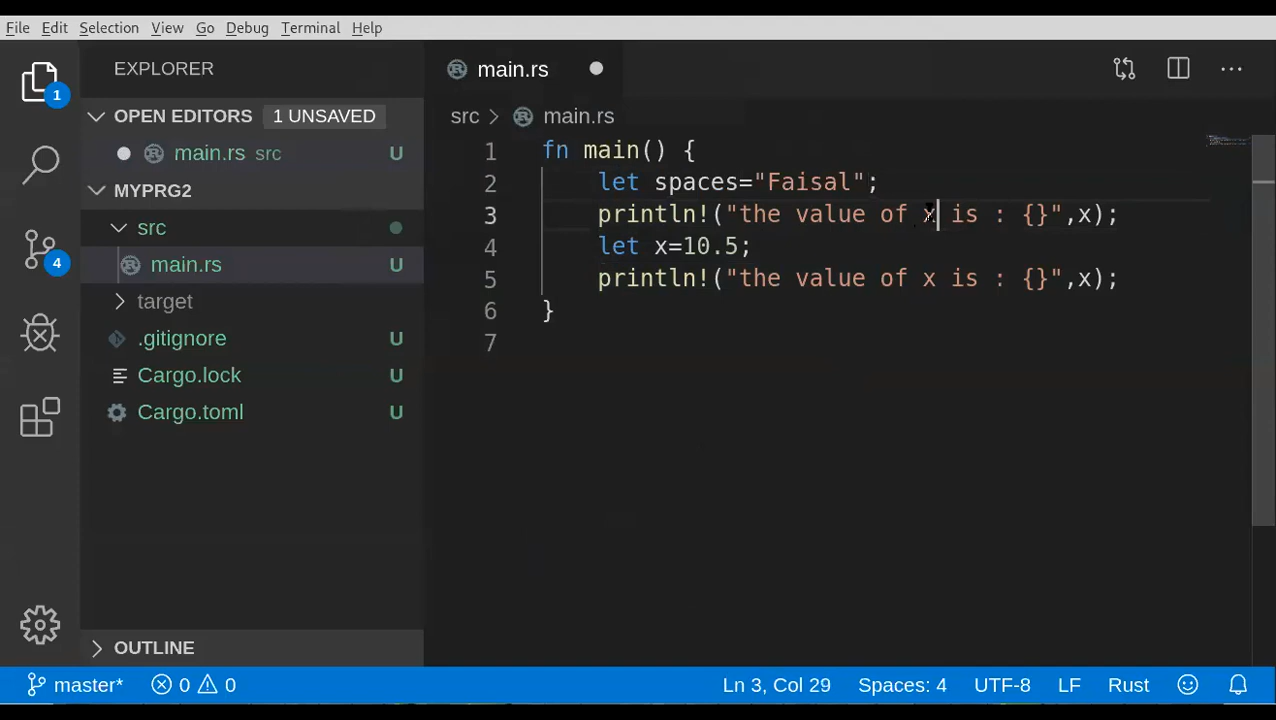 File Edit Selection View Go Debug Terminal Help
EXPLORER
1
OPEN EDITORS 1 UNSAVED
main.rs src U
MYPRG2
src
main.rs U
target
.gitignore U
Cargo.lock U
Cargo.toml U
4
OUTLINE
main.rs
src > main.rs
1 fn main() {
2 let spaces="Faisal";
3 println!("the value of x is : {}",x);
4 let x=10.5;
5 println!("the value of x is : {}",x);
6 }
7
master* 0 0 Ln 3, Col 29 Spaces: 4 UTF-8 LF Rust